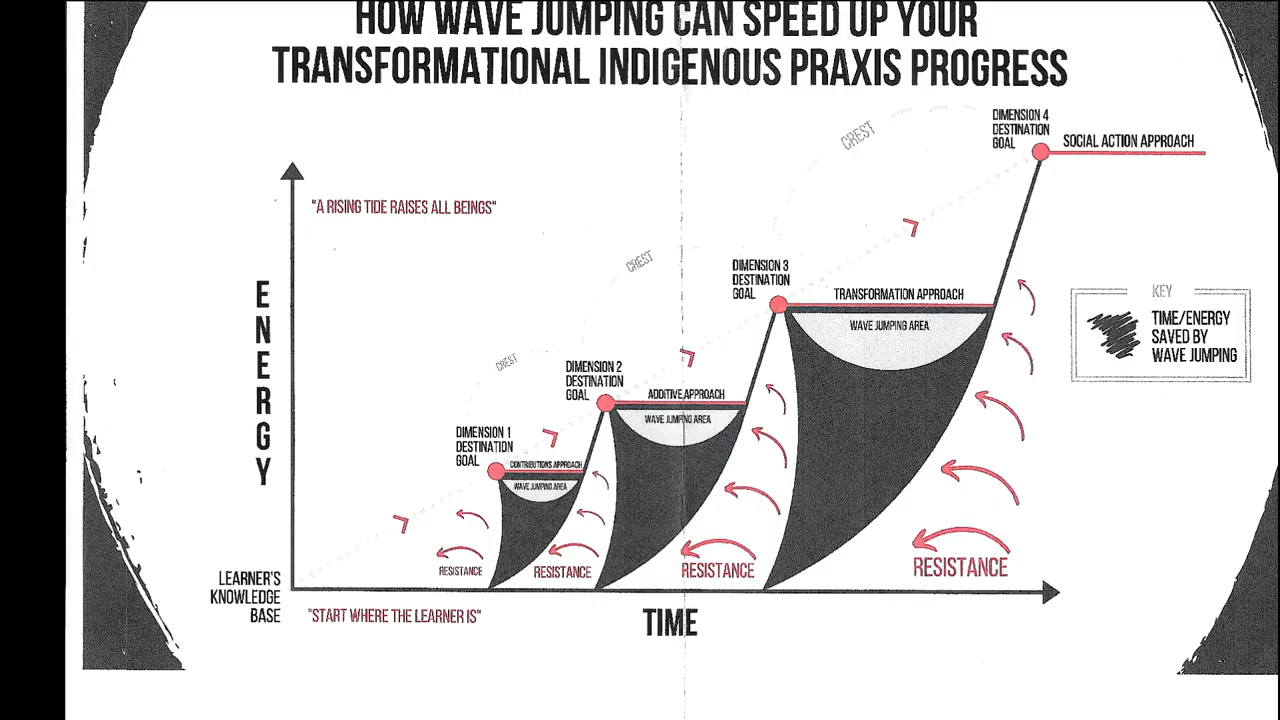 HOW WAVE JUMPING CAN SPEED UP YOUR
TRANSFORMATIONAL INDIGENOUS PRAXIS PROGRESS
DIMENSION 4
DESTINATION
GOAL
SOCIAL ACTION APPROACH
CREST
"A RISING TIDE RAISES ALL BEINGS"
CREST
DIMENSION 3
DESTINATION
GOAL
TRANSFORMATION APPROACH
WAVE JUMPING AREA
KEY
TIME/ENERGY
SAVED BY
WAVE JUMPING
ENERGY
CREST
DIMENSION 2
DESTINATION
GOAL
ADDITIVE APPROACH
WAVE JUMPING AREA
DIMENSION 1
DESTINATION
GOAL
CONTRIBUTIONS APPROACH
WAVE JUMPING AREA
RESISTANCE
RESISTANCE
RESISTANCE
RESISTANCE
LEARNER'S
KNOWLEDGE
BASE
"START WHERE THE LEARNER IS"
TIME